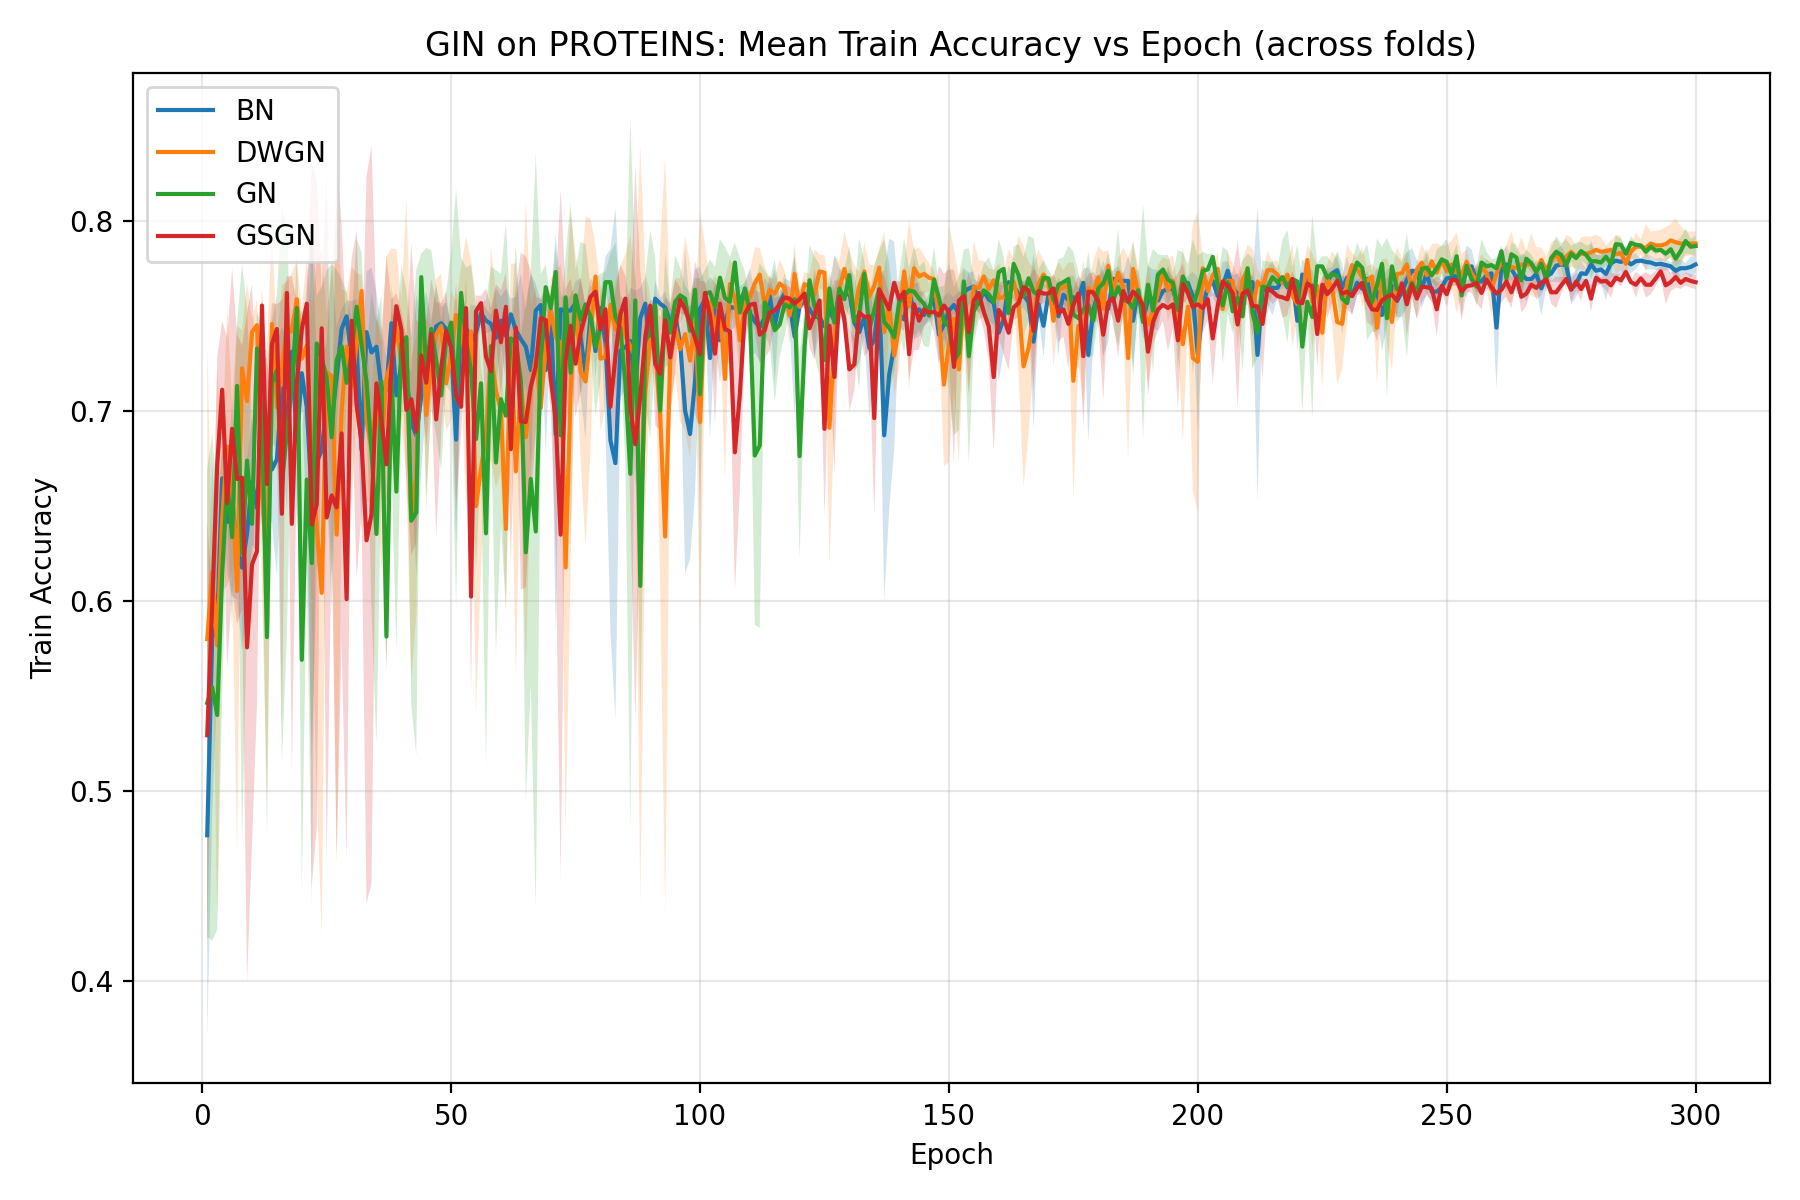 GIN on PROTEINS: Mean Train Accuracy vs Epoch (across folds)
BN
DWGN
GN
GSGN
Train Accuracy
0.8
0.7
0.6
0.5
0.4
0 50 100 150 200 250 300
Epoch